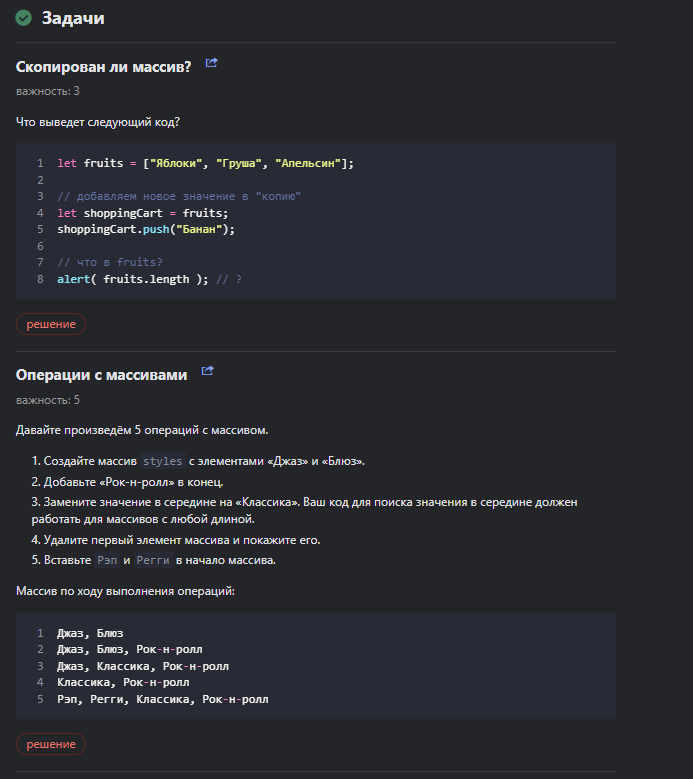 Задачи
Скопирован ли массив?
важность: 3
Что выведет следующий код?
1 let fruits = ["Яблоки", "Груша", "Апельсин"];
2
3 // добавляем новое значение в "копию"
4 let shoppingCart = fruits;
5 shoppingCart.push("Банан");
6
7 // что в fruits?
8 alert( fruits.length ); // ?
решение
Операции с массивами
важность: 5
Давайте произведём 5 операций с массивом.
1. Создайте массив styles с элементами «Джаз» и «Блюз».
2. Добавьте «Рок-н-ролл» в конец.
3. Замените значение в середине на «Классика». Ваш код для поиска значения в середине должен
работать для массивов с любой длиной.
4. Удалите первый элемент массива и покажите его.
5. Вставьте Рэп и Регги в начало массива.
Массив по ходу выполнения операций:
1 Джаз, Блюз
2 Джаз, Блюз, Рок-н-ролл
3 Джаз, Классика, Рок-н-ролл
4 Классика, Рок-н-ролл
5 Рэп, Регги, Классика, Рок-н-ролл
решение